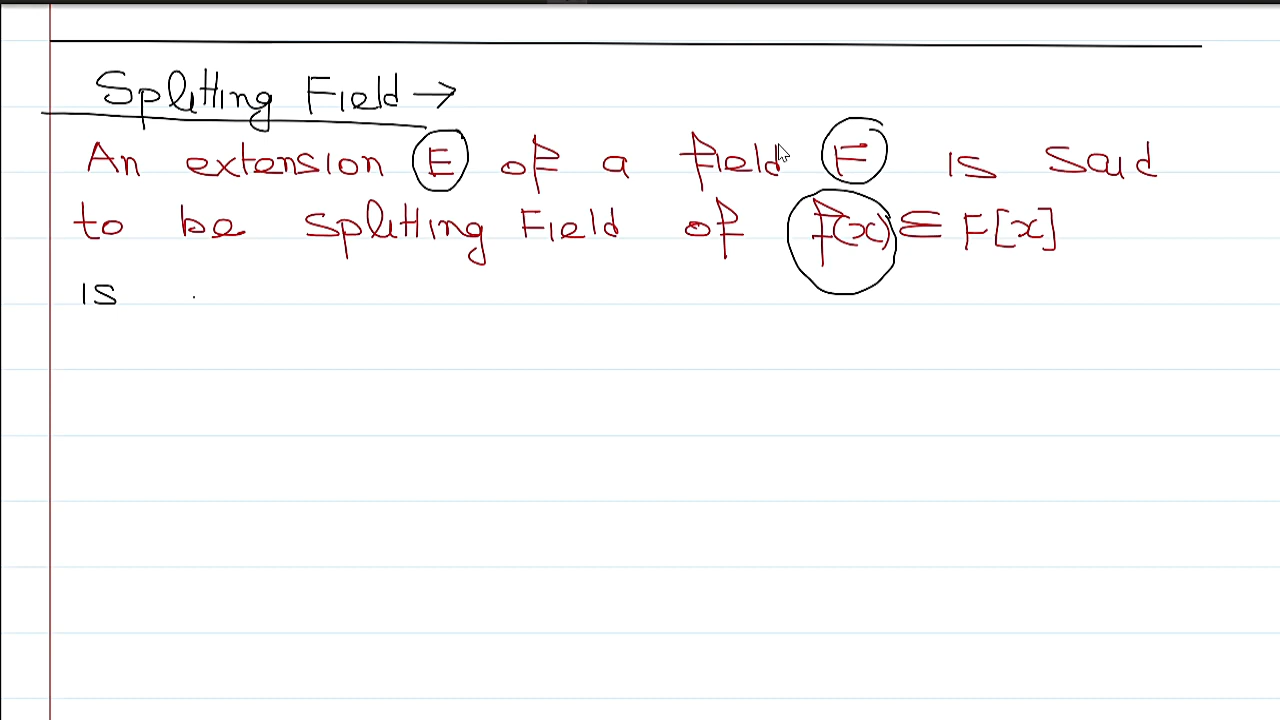 Splitting Field →
An extension E of a field F is said
to be splitting Field of f(x) ∈ F[x]
is